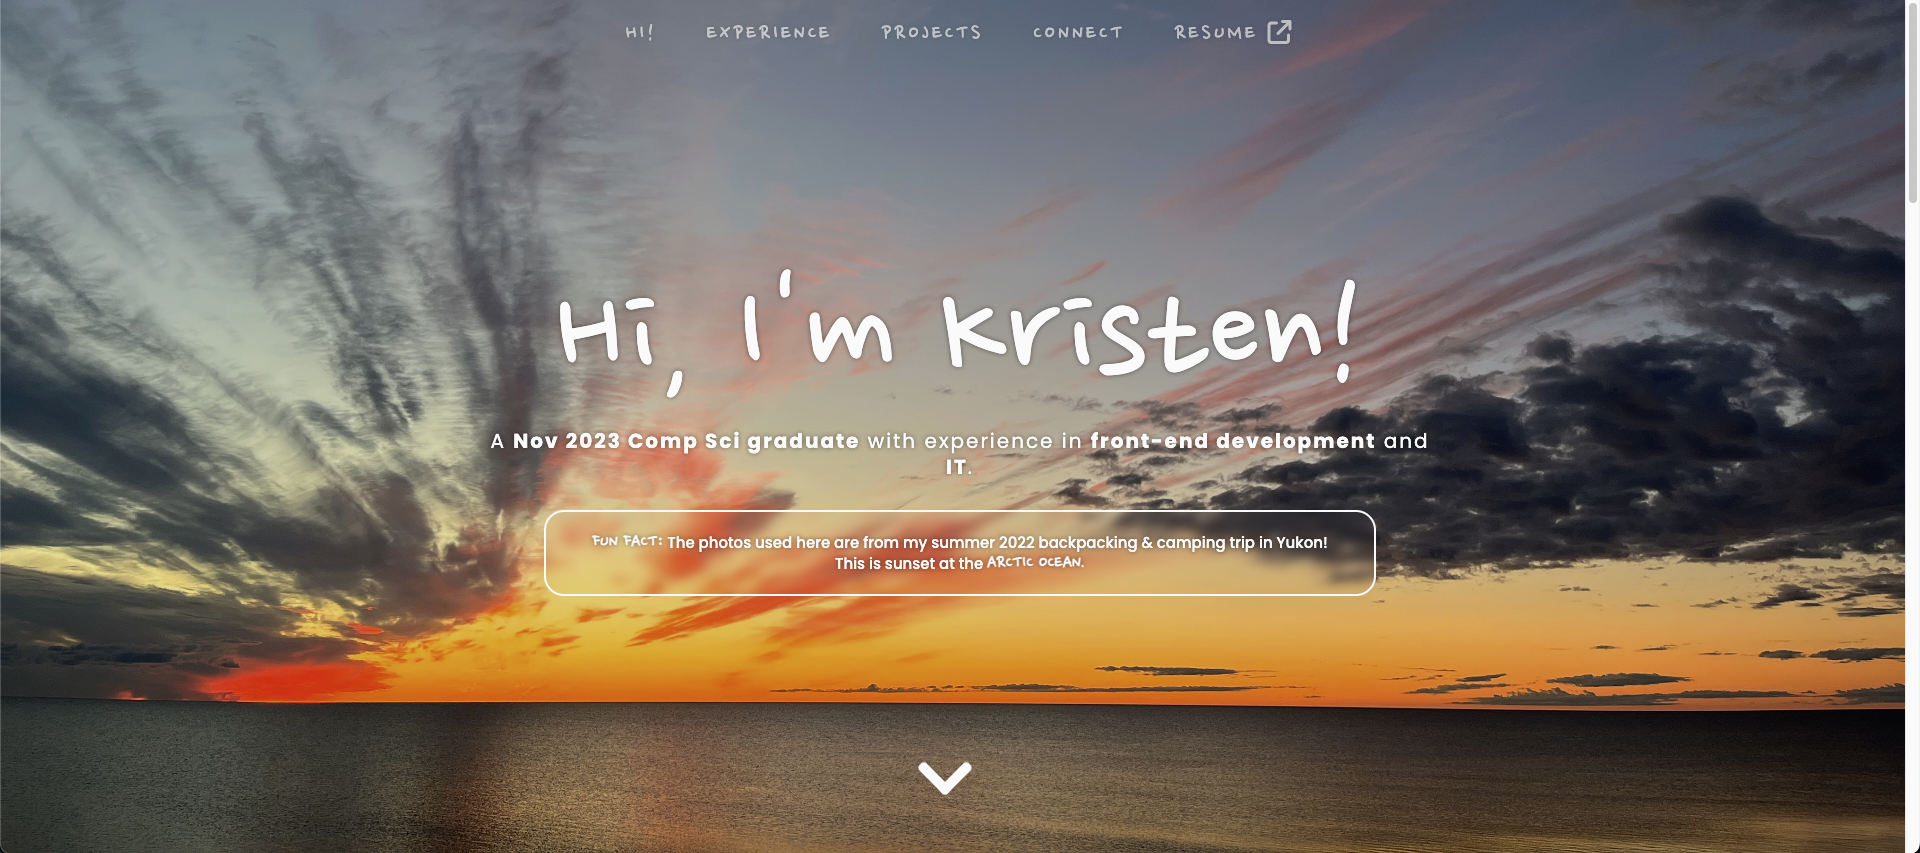 HI! EXPERIENCE PROJECTS CONNECT RESUME
Hi, I'm Kristen!
A Nov 2023 Comp Sci graduate with experience in front-end development and
IT.
FUN FACT: The photos used here are from my summer 2022 backpacking & camping trip in Yukon!
This is sunset at the ARCTIC OCEAN.